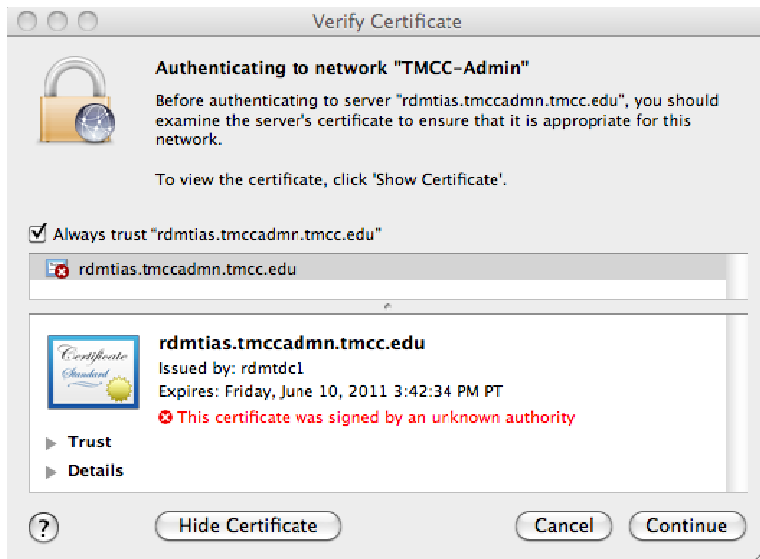 Verify Certificate
Authenticating to network "TMCC-Admin"
Before authenticating to server "rdmtias.tmccadmn.tmcc.edu", you should
examine the server's certificate to ensure that it is appropriate for this
network.
To view the certificate, click 'Show Certificate'.
Always trust "rdmtias.tmccadmn.tmcc.edu"
rdmtias.tmccadmn.tmcc.edu
Certificate
Standard
rdmtias.tmccadmn.tmcc.edu
Issued by: rdmtdc1
Expires: Friday, June 10, 2011 3:42:34 PM PT
This certificate was signed by an unknown authority
Trust
Details
?
Hide Certificate
Cancel
Continue